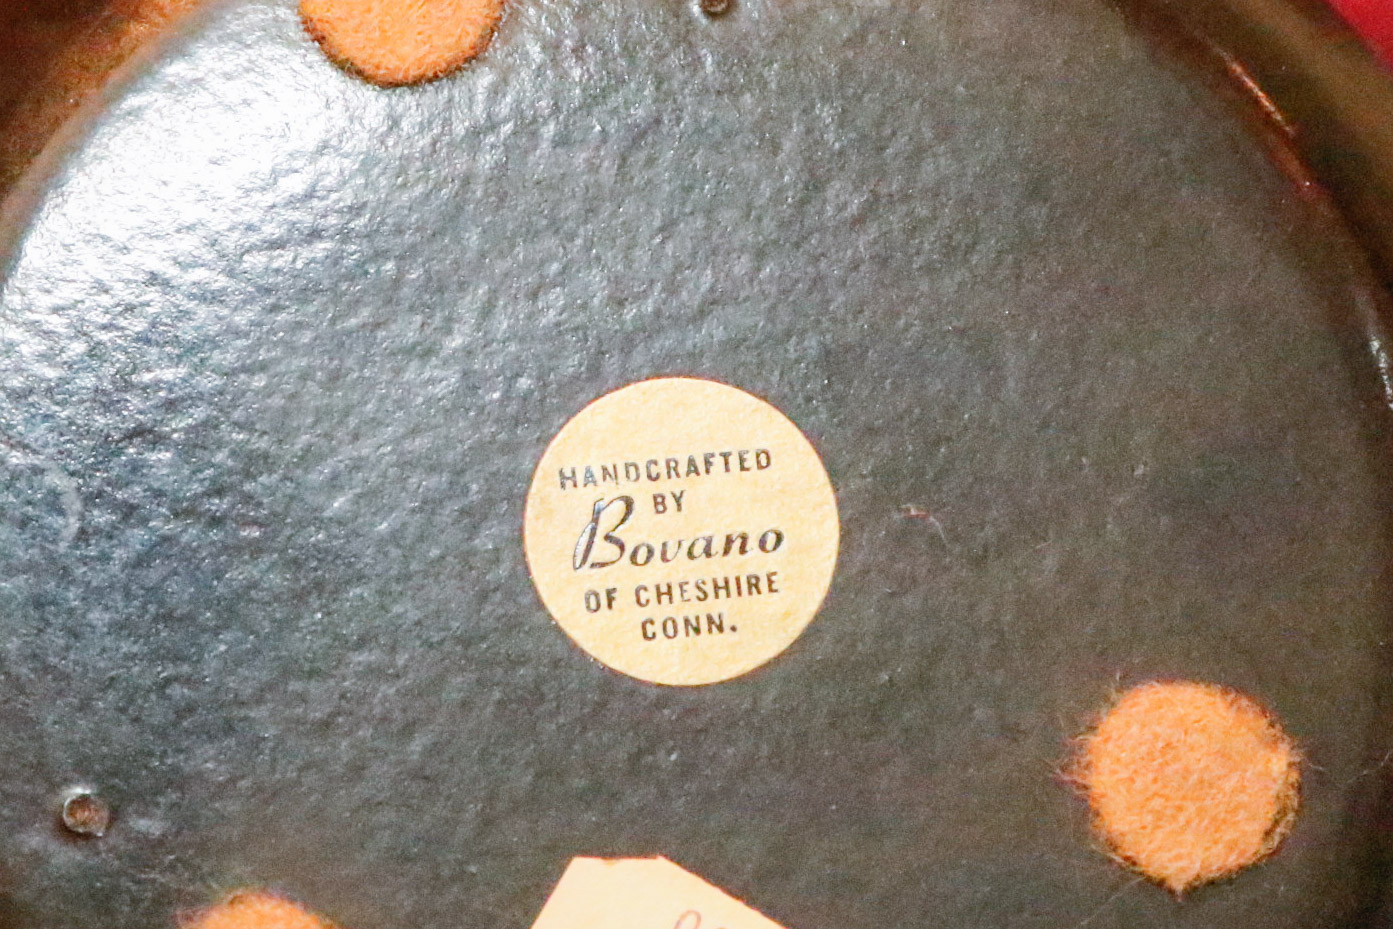 HANDCRAFTED
BY
Bovano
OF CHESHIRE
CONN.